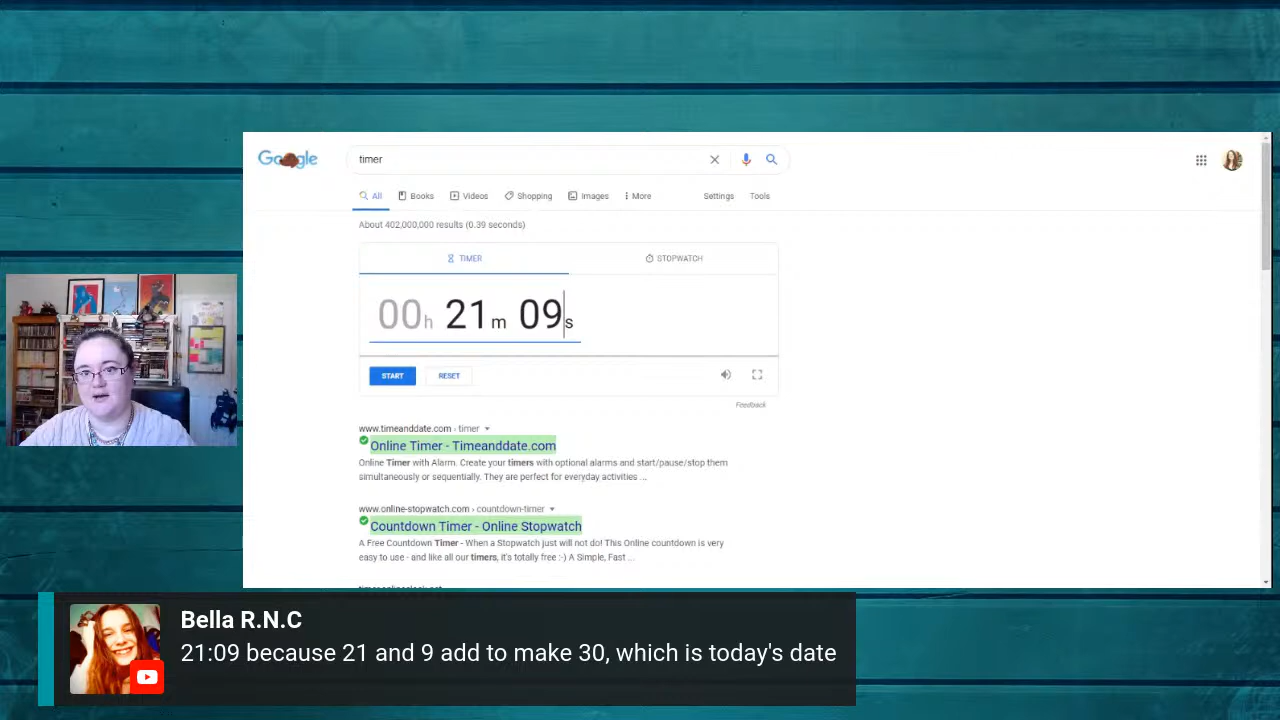 Google
timer
All Books Videos Shopping Images More Settings Tools
About 402,000,000 results (0.39 seconds)
TIMER STOPWATCH
00h 21m 09s
START RESET
Feedback
www.timeanddate.com › timer
Online Timer - Timeanddate.com
Online Timer with Alarm. Create your timers with optional alarms and start/pause/stop them
simultaneously or sequentially. They are perfect for everyday activities ...
www.online-stopwatch.com › countdown-timer
Countdown Timer - Online Stopwatch
A Free Countdown Timer - When a Stopwatch just will not do! This Online countdown is very
easy to use - and like all our timers, it's totally free :-) A Simple, Fast ...
Bella R.N.C
21:09 because 21 and 9 add to make 30, which is today's date